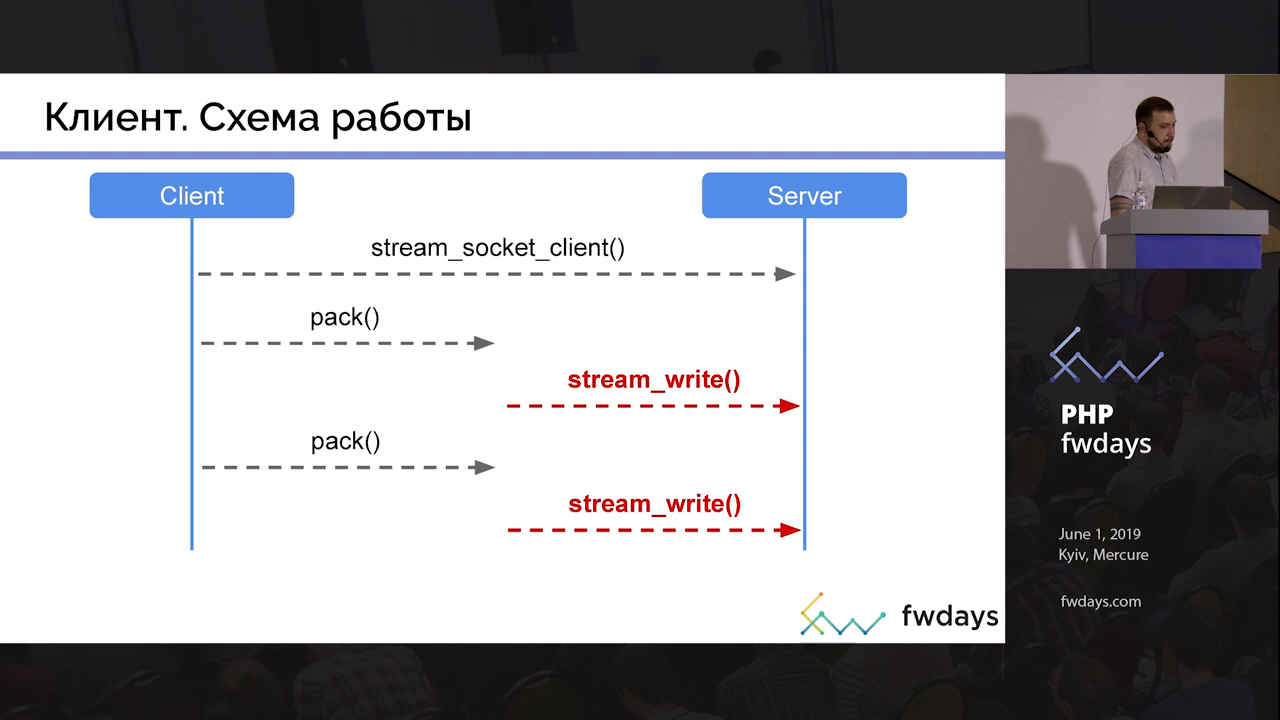 Клиент. Схема работы
Client
Server
stream_socket_client()
pack()
stream_write()
pack()
stream_write()
fwdays
PHP
fwdays
June 1, 2019
Kyiv, Mercure
fwdays.com